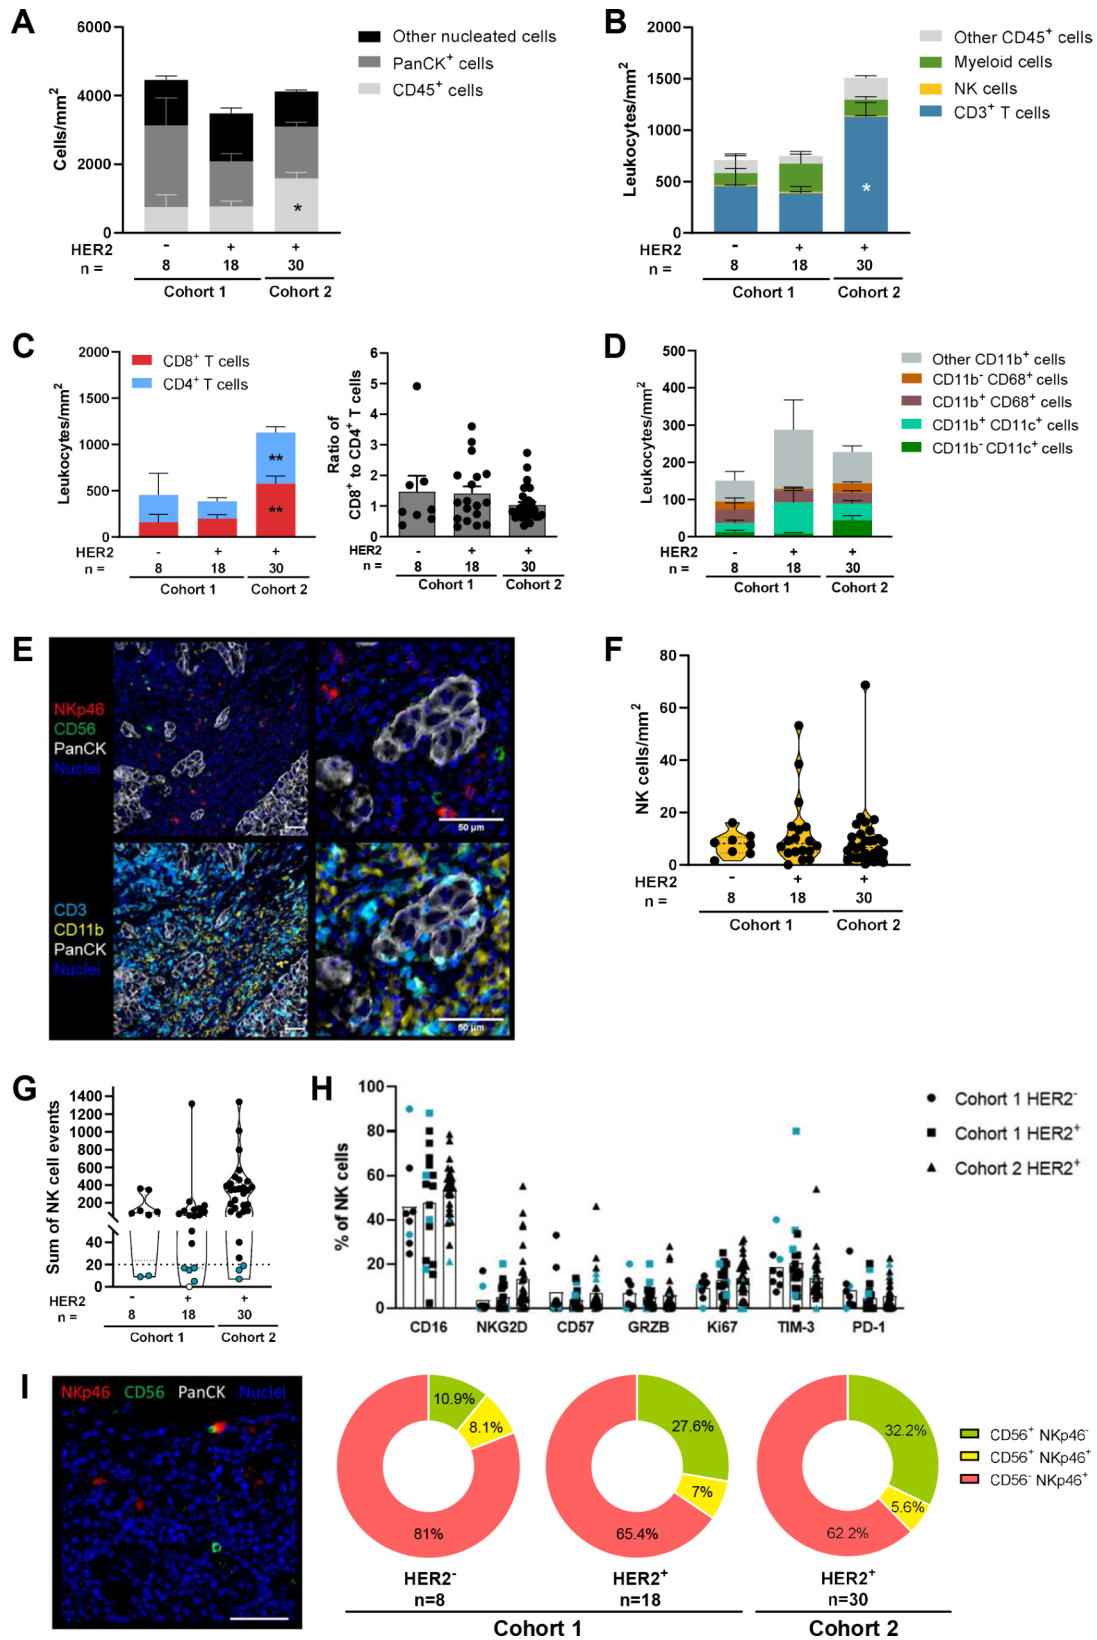 A
6000
4000
2000
0
Cells/mm²
Other nucleated cells
PanCK⁺ cells
CD45⁺ cells
*
HER2 - + +
n = 8 18 30
Cohort 1 Cohort 2
B
2000
1500
1000
500
0
Leukocytes/mm²
Other CD45⁺ cells
Myeloid cells
NK cells
CD3⁺ T cells
*
HER2 - + +
n = 8 18 30
Cohort 1 Cohort 2
C
2000
1500
1000
500
0
Leukocytes/mm²
CD8⁺ T cells
CD4⁺ T cells
**
**
HER2 - + +
n = 8 18 30
Cohort 1 Cohort 2
6
5
4
3
2
1
0
Ratio of
CD8⁺ to CD4⁺ T cells
HER2 - + +
n = 8 18 30
Cohort 1 Cohort 2
D
500
400
300
200
100
0
Leukocytes/mm²
Other CD11b⁺ cells
CD11b⁻ CD68⁺ cells
CD11b⁺ CD68⁺ cells
CD11b⁺ CD11c⁺ cells
CD11b⁻ CD11c⁺ cells
HER2 - + +
n = 8 18 30
Cohort 1 Cohort 2
E
NKp46
CD56
PanCK
Nuclei
50 µm
CD3
CD11b
PanCK
Nuclei
50 µm
F
80
60
40
20
0
NK cells/mm²
HER2 - + +
n = 8 18 30
Cohort 1 Cohort 2
G
1400
1200
1000
800
600
400
200
60
40
20
0
Sum of NK cell events
HER2 - + +
n = 8 18 30
Cohort 1 Cohort 2
H
100
80
60
40
20
0
% of NK cells
CD16 NKG2D CD57 GRZB Ki67 TIM-3 PD-1
Cohort 1 HER2⁻
Cohort 1 HER2⁺
Cohort 2 HER2⁺
I
NKp46 CD56 PanCK Nuclei
10.9%
8.1%
81%
HER2⁻
n=8
27.6%
7%
65.4%
HER2⁺
n=18
32.2%
5.6%
62.2%
HER2⁺
n=30
Cohort 1 Cohort 2
CD56⁺ NKp46⁻
CD56⁺ NKp46⁺
CD56⁻ NKp46⁺